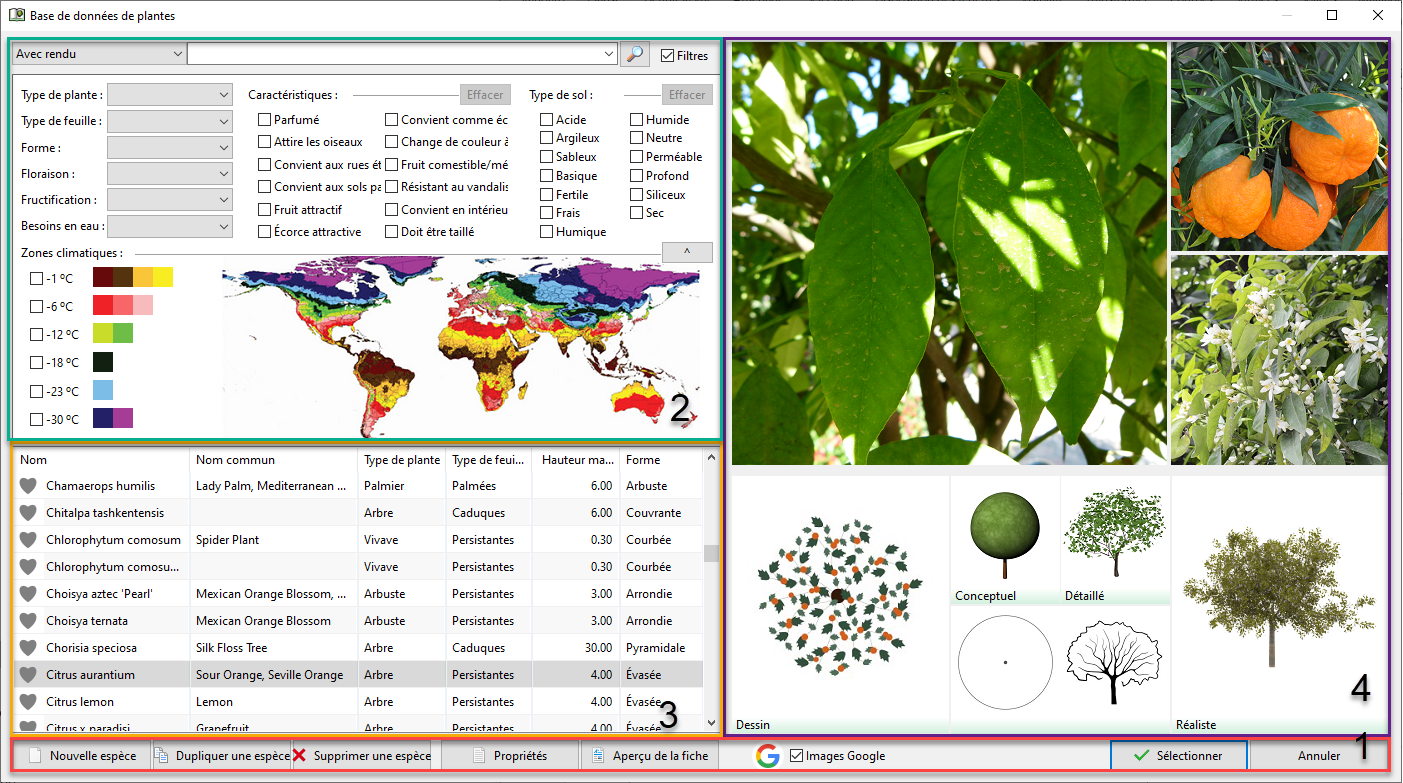 Base de données de plantes
Avec rendu
Filtres
Type de plante :
Type de feuille :
Forme :
Floraison :
Fructification :
Besoins en eau :
Caractéristiques :
Effacer
Parfumé
Convient comme éc
Attire les oiseaux
Change de couleur à
Convient aux rues ét
Fruit comestible/mé
Convient aux sols pa
Résistant au vandalis
Fruit attractif
Convient en intérieu
Écorce attractive
Doit être taillé
Type de sol :
Effacer
Acide
Humide
Argileux
Neutre
Sableux
Perméable
Basique
Profond
Fertile
Siliceux
Frais
Sec
Humique
Zones climatiques :
^
-1 ºC
-6 ºC
-12 ºC
-18 ºC
-23 ºC
-30 ºC
2
Nom Nom commun Type de plante Type de feui... Hauteur ma... Forme
Chamaerops humilis Lady Palm, Mediterranean ... Palmier Palmées 6.00 Arbuste
Chitalpa tashkentensis Arbre Caduques 6.00 Couvrante
Chlorophytum comosum Spider Plant Vivave Persistantes 0.30 Courbée
Chlorophytum comosu... Vivave Persistantes 0.30 Courbée
Choisya aztec 'Pearl' Mexican Orange Blossom, ... Arbuste Persistantes 3.00 Arrondie
Choisya ternata Mexican Orange Blossom Arbuste Persistantes 3.00 Arrondie
Chorisia speciosa Silk Floss Tree Arbre Caduques 30.00 Pyramidale
Citrus aurantium Sour Orange, Seville Orange Arbre Persistantes 4.00 Évasée
Citrus lemon Lemon Arbre Persistantes 4.00 Évasée
Citrus x paradisi Grapefruit Arbre Persistantes 4.00 Évasée
3
Conceptuel
Détaillé
Dessin
Réaliste
4
Nouvelle espèce
Dupliquer une espèce
Supprimer une espèce
Propriétés
Aperçu de la fiche
Images Google
Sélectionner
Annuler
1